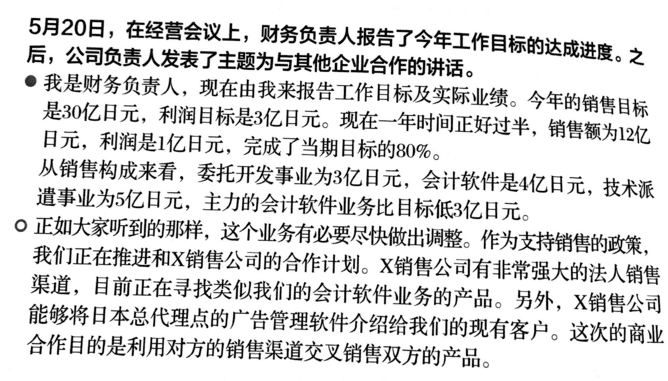 5月20日，在经营会议上，财务负责人报告了今年工作目标的达成进度。之
后，公司负责人发表了主题为与其他企业合作的讲话。
● 我是财务负责人，现在由我来报告工作目标及实际业绩。今年的销售目标
是30亿日元，利润目标是3亿日元。现在一年时间正好过半，销售额为12亿
日元，利润是1亿日元，完成了当期目标的80%。
从销售构成来看，委托开发事业为3亿日元，会计软件是4亿日元，技术派
遣事业为5亿日元，主力的会计软件业务比目标低3亿日元。
○ 正如大家听到的那样，这个业务有必要尽快做出调整。作为支持销售的政策，
我们正在推进和X销售公司的合作计划。X销售公司有非常强大的法人销售
渠道，目前正在寻找类似我们的会计软件业务的产品。另外，X销售公司
能够将日本总代理点的广告管理软件介绍给我们的现有客户。这次的商业
合作目的是利用对方的销售渠道交叉销售双方的产品。